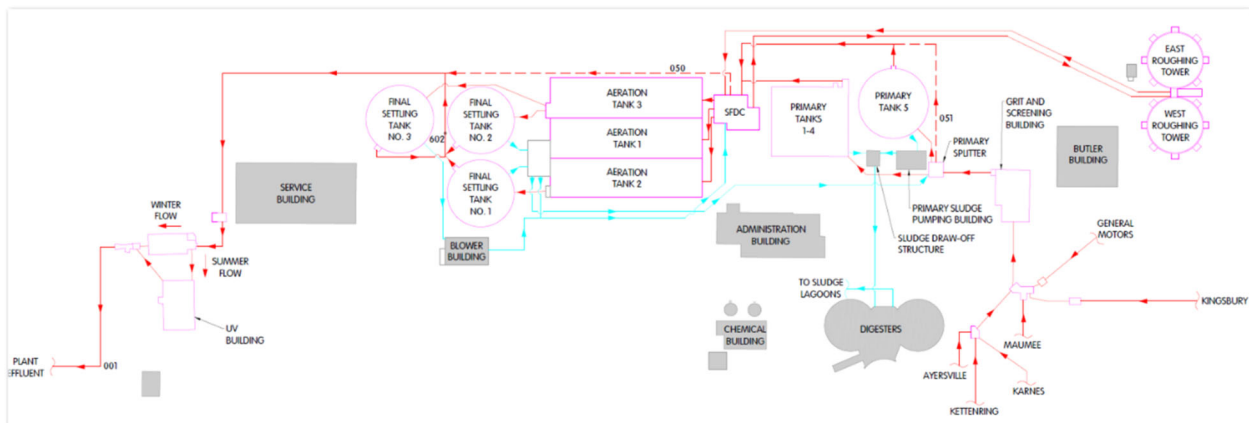 EAST
ROUGHING
TOWER
WEST
ROUGHING
TOWER
050
AERATION
TANK 3
AERATION
TANK 1
AERATION
TANK 2
FINAL
SETTLING
TANK
NO. 3
FINAL
SETTLING
TANK
NO. 2
602
FINAL
SETTLING
TANK
NO. 1
SFDC
PRIMARY
TANKS
1-4
PRIMARY
TANK 5
051
GRIT AND
SCREENING
BUILDING
PRIMARY
SPUTTER
BUTLER
BUILDING
SERVICE
BUILDING
WINTER
FLOW
SUMMER
FLOW
UV
BUILDING
PLANT
EFFLUENT
001
BLOWER
BUILDING
ADMINISTRATION
BUILDING
PRIMARY SLUDGE
PUMPING BUILDING
SLUDGE DRAW-OFF
STRUCTURE
TO SLUDGE
LAGOONS
DIGESTERS
CHEMICAL
BUILDING
GENERAL
MOTORS
KINGSBURY
MAUMEE
AYERSVILLE
KARNES
KETTENRING